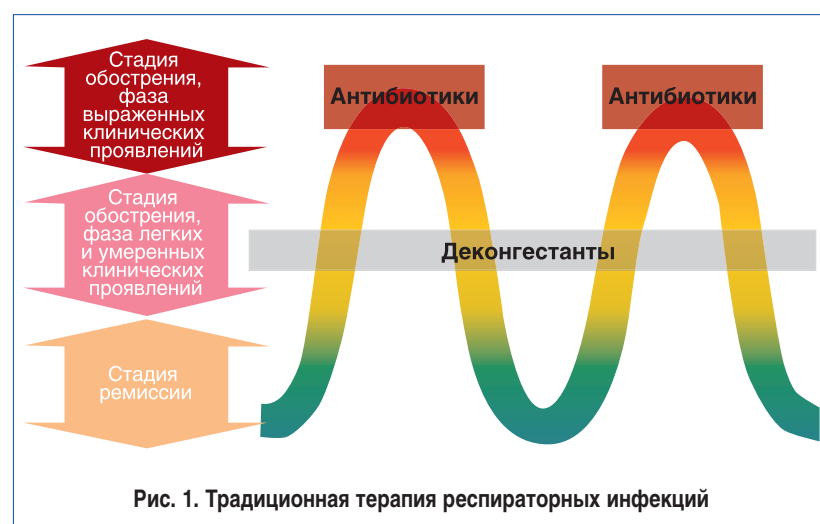 Стадия
обострения,
фаза
выраженных
клинических
проявлений
Антибиотики
Антибиотики
Стадия
обострения,
фаза легких
и умеренных
клинических
проявлений
Деконгестанты
Стадия
ремиссии
Рис. 1. Традиционная терапия респираторных инфекций